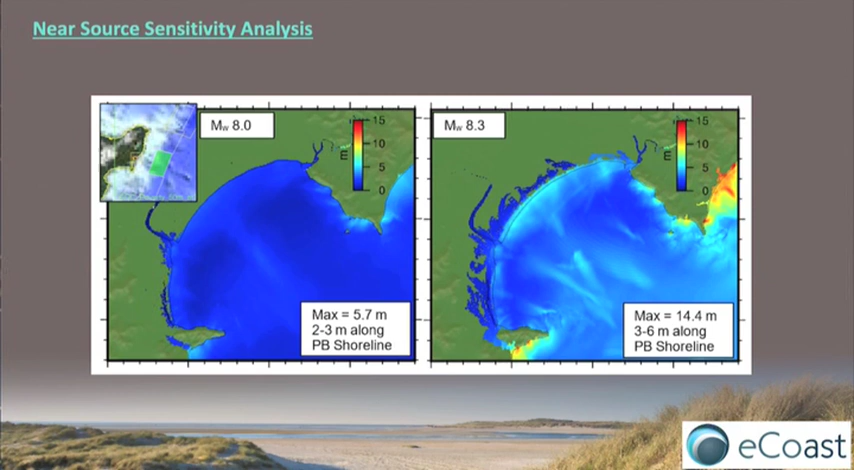 Near Source Sensitivity Analysis
Mw 8.0
15
10
5
0
m
Max = 5.7 m
2-3 m along
PB Shoreline
Mw 8.3
15
10
5
0
m
Max = 14.4 m
3-6 m along
PB Shoreline
eCoast